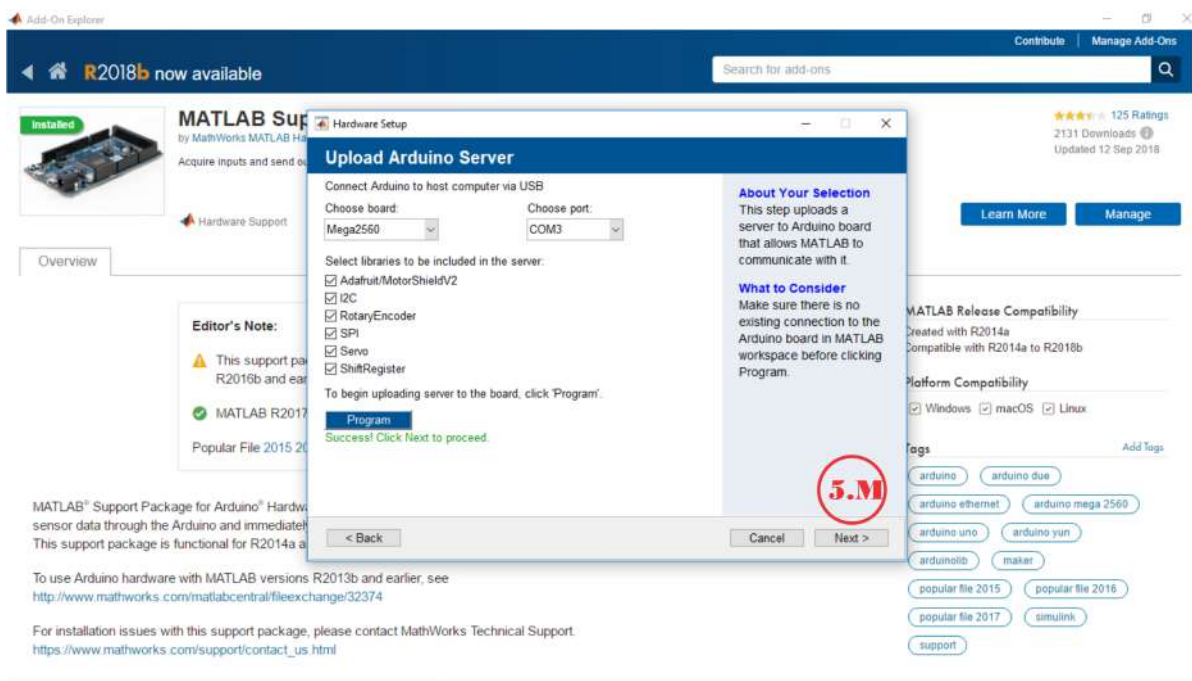 Add-On Explorer
Contribute | Manage Add-Ons
R2018b now available
Search for add-ons
Installed
MATLAB Sup
by MathWorks MATLAB Ha
Acquire inputs and send ou
Hardware Support
125 Ratings
2131 Downloads
Updated 12 Sep 2018
Learn More
Manage
Overview
Hardware Setup
Upload Arduino Server
Connect Arduino to host computer via USB
Choose board:
Choose port:
Mega2560
COM3
Select libraries to be included in the server:
Adafruit/MotorShieldV2
I2C
RotaryEncoder
SPI
Servo
ShiftRegister
To begin uploading server to the board, click 'Program'.
Program
Success! Click Next to proceed.
About Your Selection
This step uploads a
server to Arduino board
that allows MATLAB to
communicate with it.
What to Consider
Make sure there is no
existing connection to the
Arduino board in MATLAB
workspace before clicking
Program.
5.M
< Back
Cancel
Next >
Editor's Note:
This support pa
R2016b and ear
MATLAB R2017
Popular File 2015 20
MATLAB® Support Package for Arduino® Hardwa
sensor data through the Arduino and immediatel
This support package is functional for R2014a a
To use Arduino hardware with MATLAB versions R2013b and earlier, see
http://www.mathworks.com/matlabcentral/fileexchange/32374
For installation issues with this support package, please contact MathWorks Technical Support.
https://www.mathworks.com/support/contact_us.html
MATLAB Release Compatibility
Created with R2014a
Compatible with R2014a to R2018b
Platform Compatibility
Windows macOS Linux
Tags
Add Tags
arduino
arduino due
arduino ethernet
arduino mega 2560
arduino uno
arduino yun
arduinolib
maker
popular file 2015
popular file 2016
popular file 2017
simulink
support